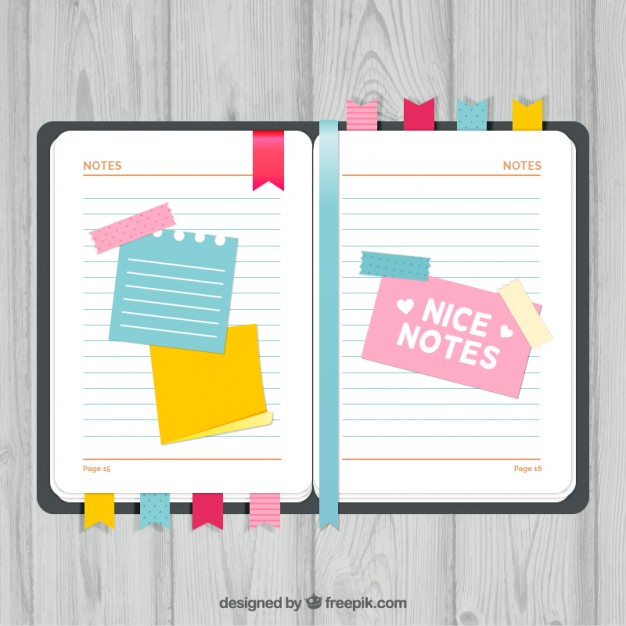 NOTES
Page 15
NOTES
NICE
NOTES
Page 16
designed by freepik.com